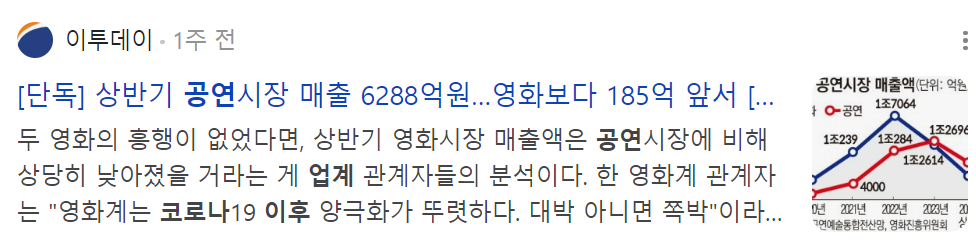 이투데이 · 1주 전
[단독] 상반기 공연시장 매출 6288억원...영화보다 185억 앞서 [...
두 영화의 흥행이 없었다면, 상반기 영화시장 매출액은 공연시장에 비해
상당히 낮아졌을 거라는 게 업계 관계자들의 분석이다. 한 영화계 관계자
는 "영화계는 코로나19 이후 양극화가 뚜렷하다. 대박 아니면 쪽박"이라...
공연시장 매출액(단위: 억원
공연
1조7064
1조239
1조284
1조2696
1조2614
4000
2021년 2022년 2023년
공연예술통합전산망, 영화진흥위원회